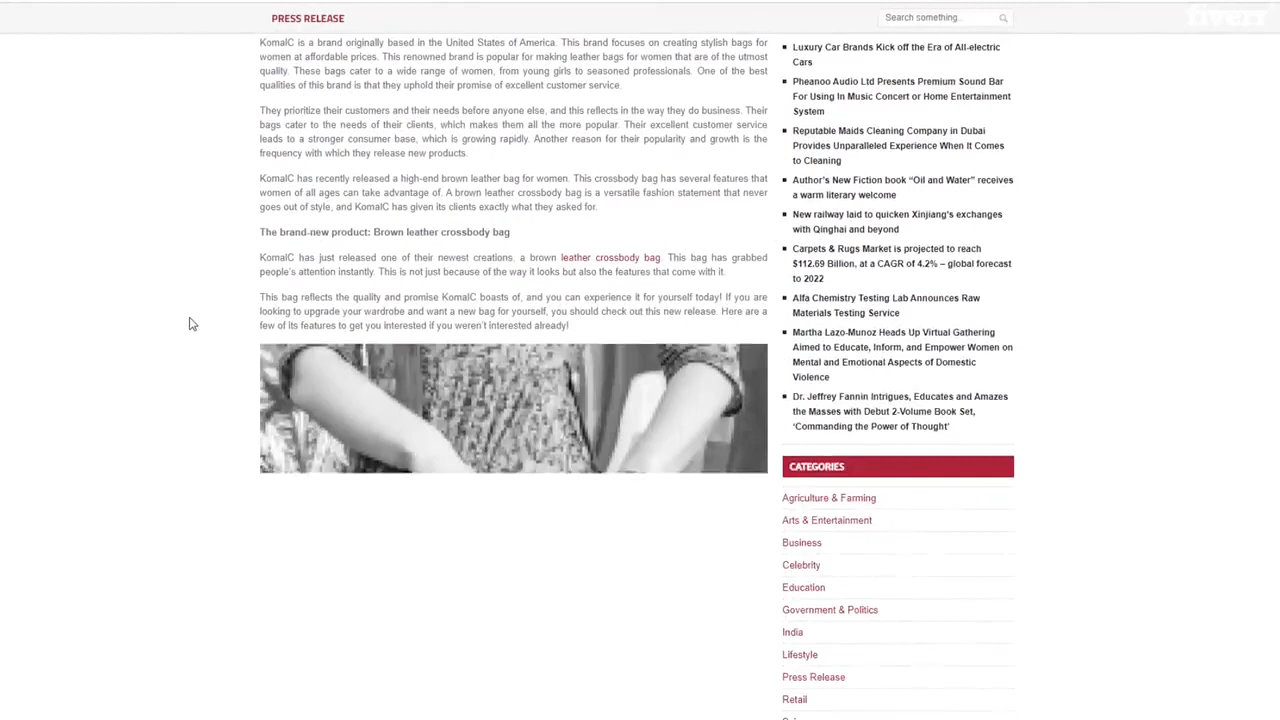 PRESS RELEASE
Search something..
fiverr
KomalC is a brand originally based in the United States of America. This brand focuses on creating stylish bags for
women at affordable prices. This renowned brand is popular for making leather bags for women that are of the utmost
quality. These bags cater to a wide range of women, from young girls to seasoned professionals. One of the best
qualities of this brand is that they uphold their promise of excellent customer service.
They prioritize their customers and their needs before anyone else, and this reflects in the way they do business. Their
bags cater to the needs of their clients, which makes them all the more popular. Their excellent customer service
leads to a stronger consumer base, which is growing rapidly. Another reason for their popularity and growth is the
frequency with which they release new products.
KomalC has recently released a high-end brown leather bag for women. This crossbody bag has several features that
women of all ages can take advantage of. A brown leather crossbody bag is a versatile fashion statement that never
goes out of style, and KomalC has given its clients exactly what they asked for.
The brand-new product: Brown leather crossbody bag
KomalC has just released one of their newest creations, a brown leather crossbody bag. This bag has grabbed
people's attention instantly. This is not just because of the way it looks but also the features that come with it.
This bag reflects the quality and promise KomalC boasts of, and you can experience it for yourself today! If you are
looking to upgrade your wardrobe and want a new bag for yourself, you should check out this new release. Here are a
few of its features to get you interested if you weren't interested already!
Luxury Car Brands Kick off the Era of All-electric
Cars
Pheanoo Audio Ltd Presents Premium Sound Bar
For Using In Music Concert or Home Entertainment
System
Reputable Maids Cleaning Company in Dubai
Provides Unparalleled Experience When It Comes
to Cleaning
Author's New Fiction book “Oil and Water” receives
a warm literary welcome
New railway laid to quicken Xinjiang's exchanges
with Qinghai and beyond
Carpets & Rugs Market is projected to reach
$112.69 Billion, at a CAGR of 4.2% – global forecast
to 2022
Alfa Chemistry Testing Lab Announces Raw
Materials Testing Service
Martha Lazo-Munoz Heads Up Virtual Gathering
Aimed to Educate, Inform, and Empower Women on
Mental and Emotional Aspects of Domestic
Violence
Dr. Jeffrey Fannin Intrigues, Educates and Amazes
the Masses with Debut 2-Volume Book Set,
‘Commanding the Power of Thought’
CATEGORIES
Agriculture & Farming
Arts & Entertainment
Business
Celebrity
Education
Government & Politics
India
Lifestyle
Press Release
Retail